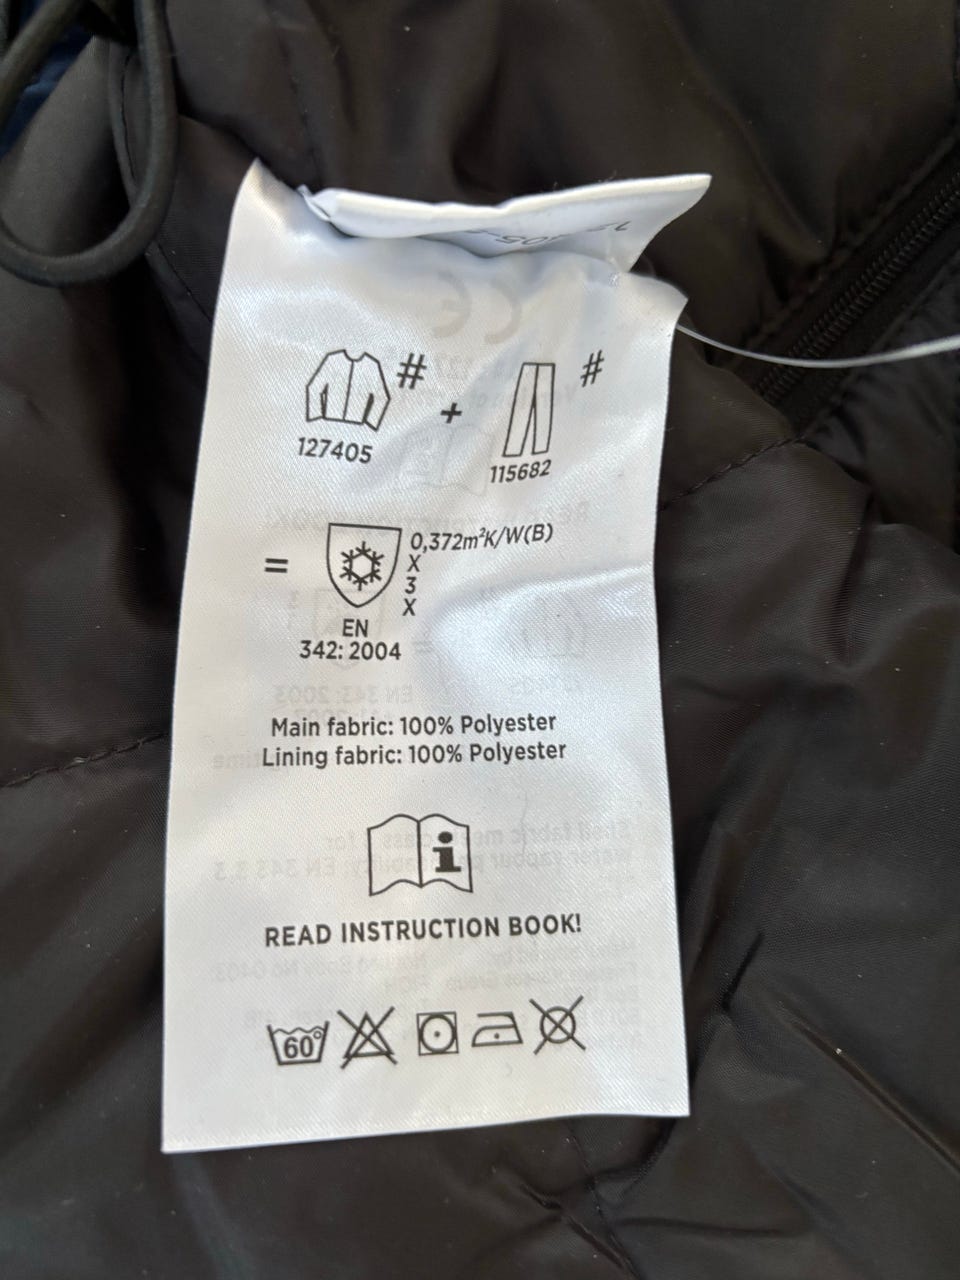 # #
+
127405
115682
= 0,372m²K/W(B)
X
3
X
EN
342: 2004
Main fabric: 100% Polyester
Lining fabric: 100% Polyester
i
READ INSTRUCTION BOOK!
60°